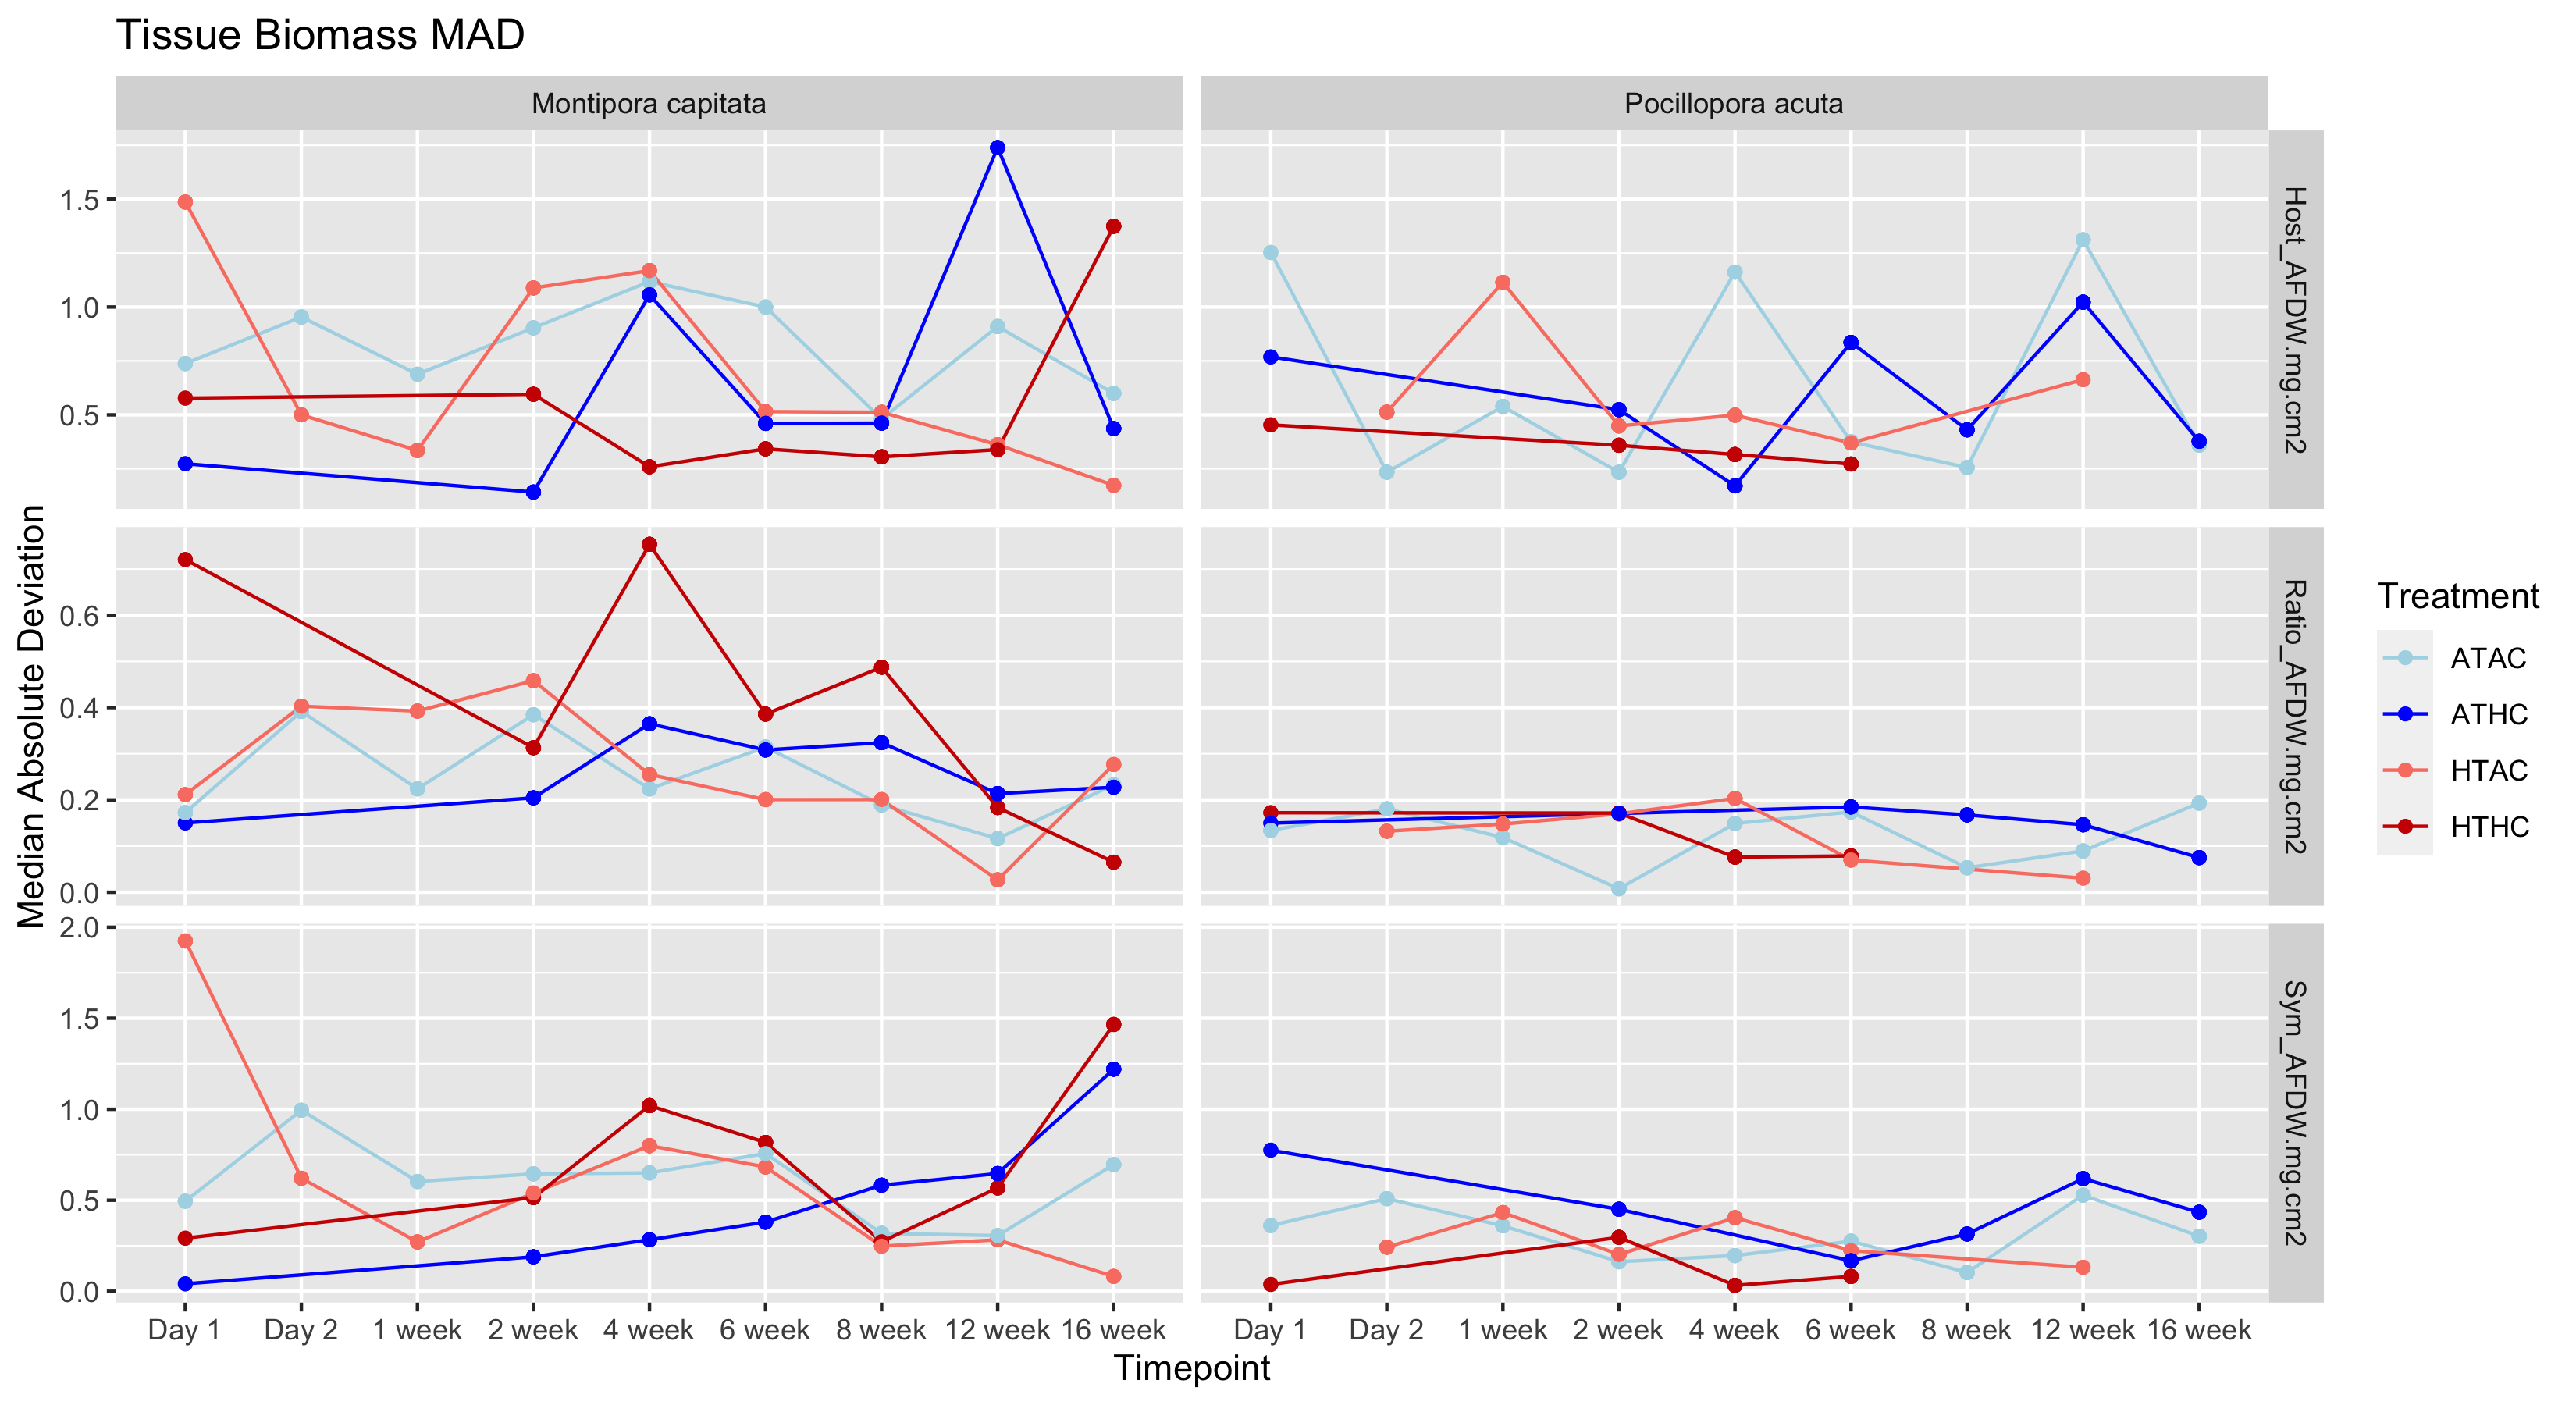 Tissue Biomass MAD
Montipora capitata
Pocillopora acuta
1.5
1.0
0.5
Host_AFDW.mg.cm2
0.6
0.4
0.2
0.0
Ratio_AFDW.mg.cm2
2.0
1.5
1.0
0.5
0.0
Sym_AFDW.mg.cm2
Median Absolute Deviation
Day 1 Day 2 1 week 2 week 4 week 6 week 8 week 12 week 16 week
Day 1 Day 2 1 week 2 week 4 week 6 week 8 week 12 week 16 week
Timepoint
Treatment
ATAC
ATHC
HTAC
HTHC